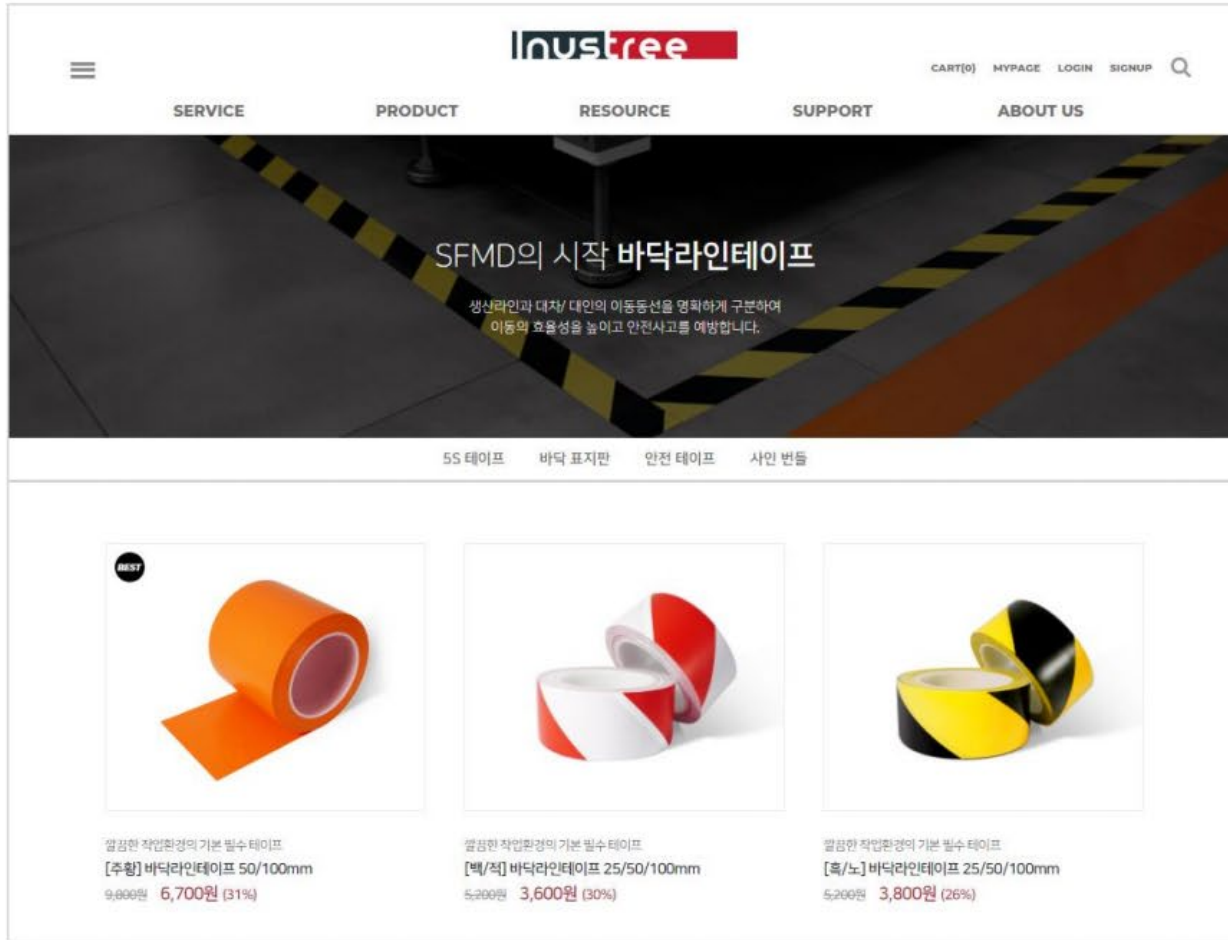 Inustree
CART(0) MYPAGE LOGIN SIGNUP
SERVICE PRODUCT RESOURCE SUPPORT ABOUT US
SFMD의 시작 바닥라인테이프
생산라인과 대차/ 대인의 이동동선을 명확하게 구분하여
이동의 효율성을 높이고 안전사고를 예방합니다.
5S 테이프 바닥 표지판 안전 테이프 사인 번들
BEST
깔끔한 작업환경의 기본 필수 테이프
[주황] 바닥라인테이프 50/100mm
9,800원 6,700원 (31%)
깔끔한 작업환경의 기본 필수 테이프
[백/적] 바닥라인테이프 25/50/100mm
5,200원 3,600원 (30%)
깔끔한 작업환경의 기본 필수 테이프
[흑/노] 바닥라인테이프 25/50/100mm
5,200원 3,800원 (26%)